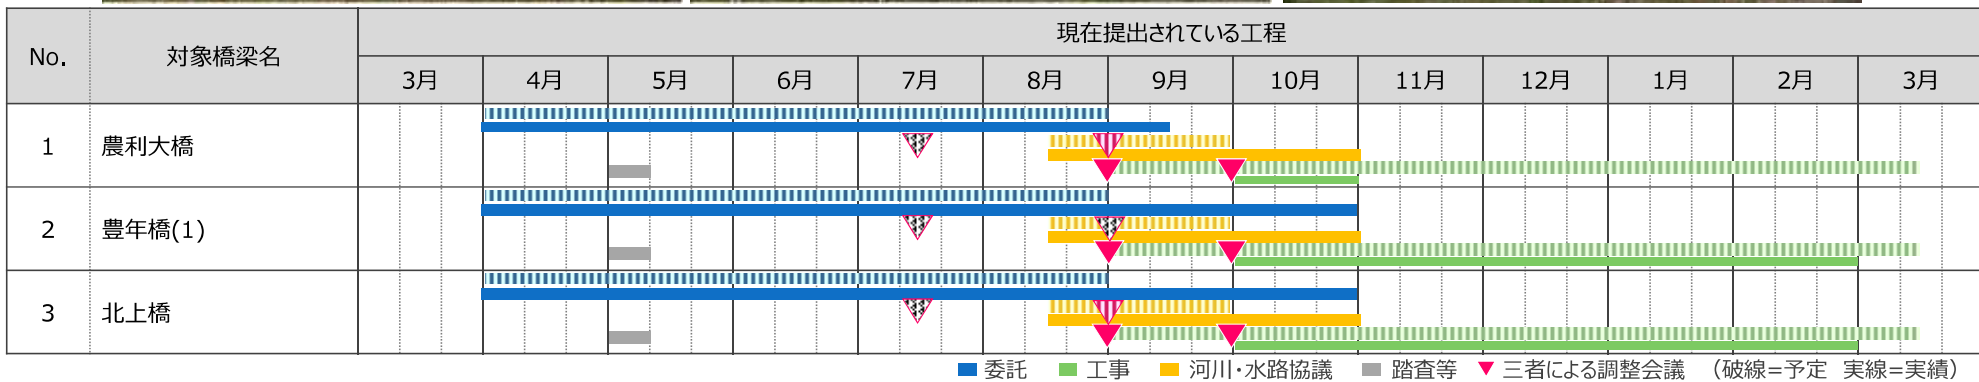 No.
対象橋梁名
現在提出されている工程
3月 4月 5月 6月 7月 8月 9月 10月 11月 12月 1月 2月 3月
1 農利大橋
2 豊年橋(1)
3 北上橋
委託 工事 河川・水路協議 踏査等 三者による調整会議 （破線=予定 実線=実績）